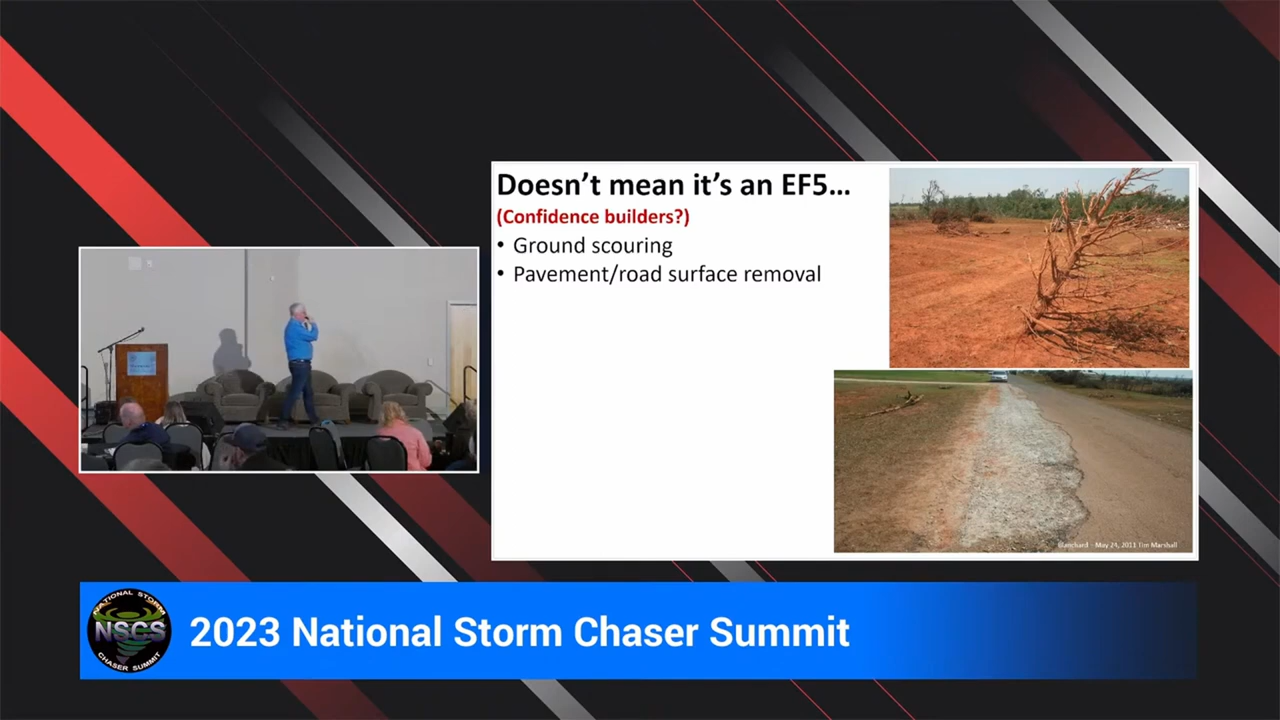 Doesn't mean it's an EF5...
(Confidence builders?)
• Ground scouring
• Pavement/road surface removal
Blanchard - May 24, 2011 Tim Marshall
NATIONAL STORM
NSCS
CHASER SUMMIT
2023 National Storm Chaser Summit